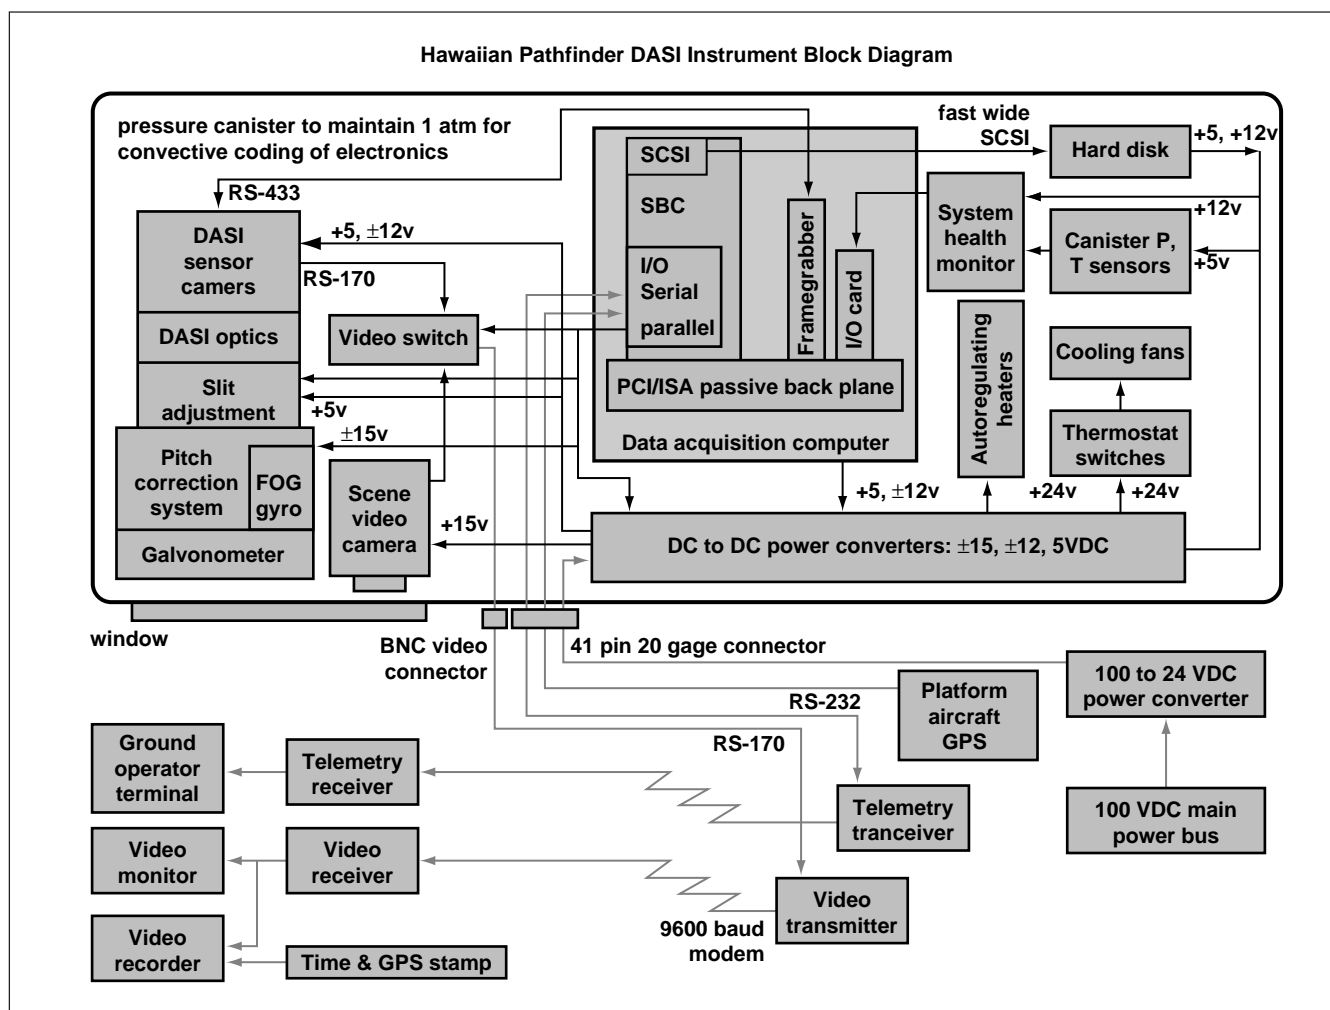 Hawaiian Pathfinder DASI Instrument Block Diagram
pressure canister to maintain 1 atm for
convective coding of electronics
fast wide
SCSI
SCSI
Hard disk
+5, +12v
RS-433
SBC
DASI
sensor
camers
+5, ±12v
RS-170
I/O
Serial
parallel
Framegrabber
I/O card
System
health
monitor
+12v
Canister P,
T sensors
+5v
DASI optics
Video switch
Slit
adjustment
+5v
PCI/ISA passive back plane
Data acquisition computer
Autoregulating
heaters
Cooling fans
Thermostat
switches
±15v
Pitch
correction
system
FOG
gyro
Galvonometer
Scene
video
camera
+15v
+5, ±12v
+24v
+24v
DC to DC power converters: ±15, ±12, 5VDC
window
BNC video
connector
41 pin 20 gage connector
RS-232
RS-170
Platform
aircraft
GPS
100 to 24 VDC
power converter
100 VDC main
power bus
Ground
operator
terminal
Telemetry
receiver
Telemetry
tranceiver
Video
monitor
Video
receiver
Video
transmitter
9600 baud
modem
Video
recorder
Time & GPS stamp